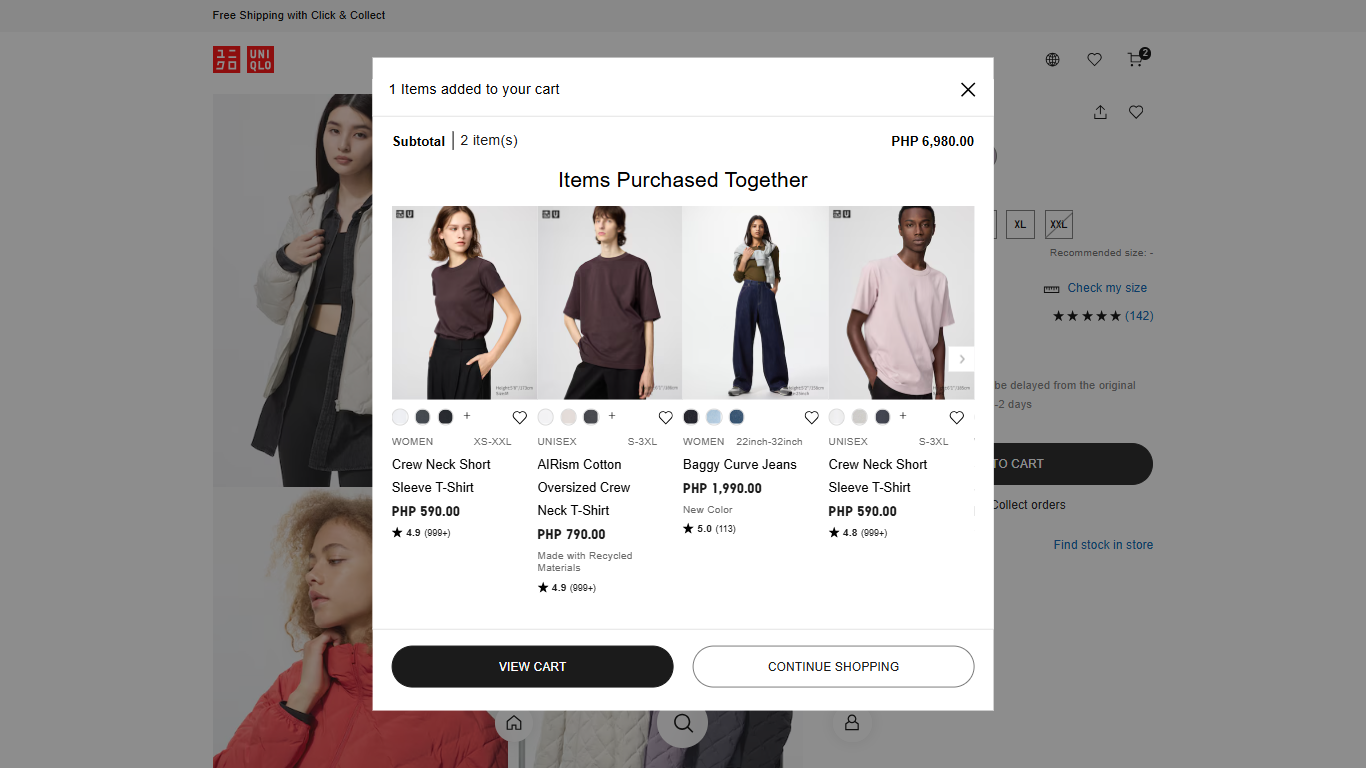 Free Shipping with Click & Collect
ユニ
クロ
UNI
QLO
2
1 Items added to your cart
Subtotal 2 item(s)
PHP 6,980.00
Items Purchased Together
XL
XXL
Recommended size: -
Check my size
(142)
be delayed from the original
-2 days
TO CART
Collect orders
Find stock in store
+
WOMEN XS-XXL
Crew Neck Short
Sleeve T-Shirt
PHP 590.00
4.9 (999+)
+
UNISEX S-3XL
AIRism Cotton
Oversized Crew
Neck T-Shirt
PHP 790.00
Made with Recycled
Materials
4.9 (999+)
WOMEN 22inch-32inch
Baggy Curve Jeans
PHP 1,990.00
New Color
5.0 (113)
+
UNISEX S-3XL
Crew Neck Short
Sleeve T-Shirt
PHP 590.00
4.8 (999+)
VIEW CART
CONTINUE SHOPPING